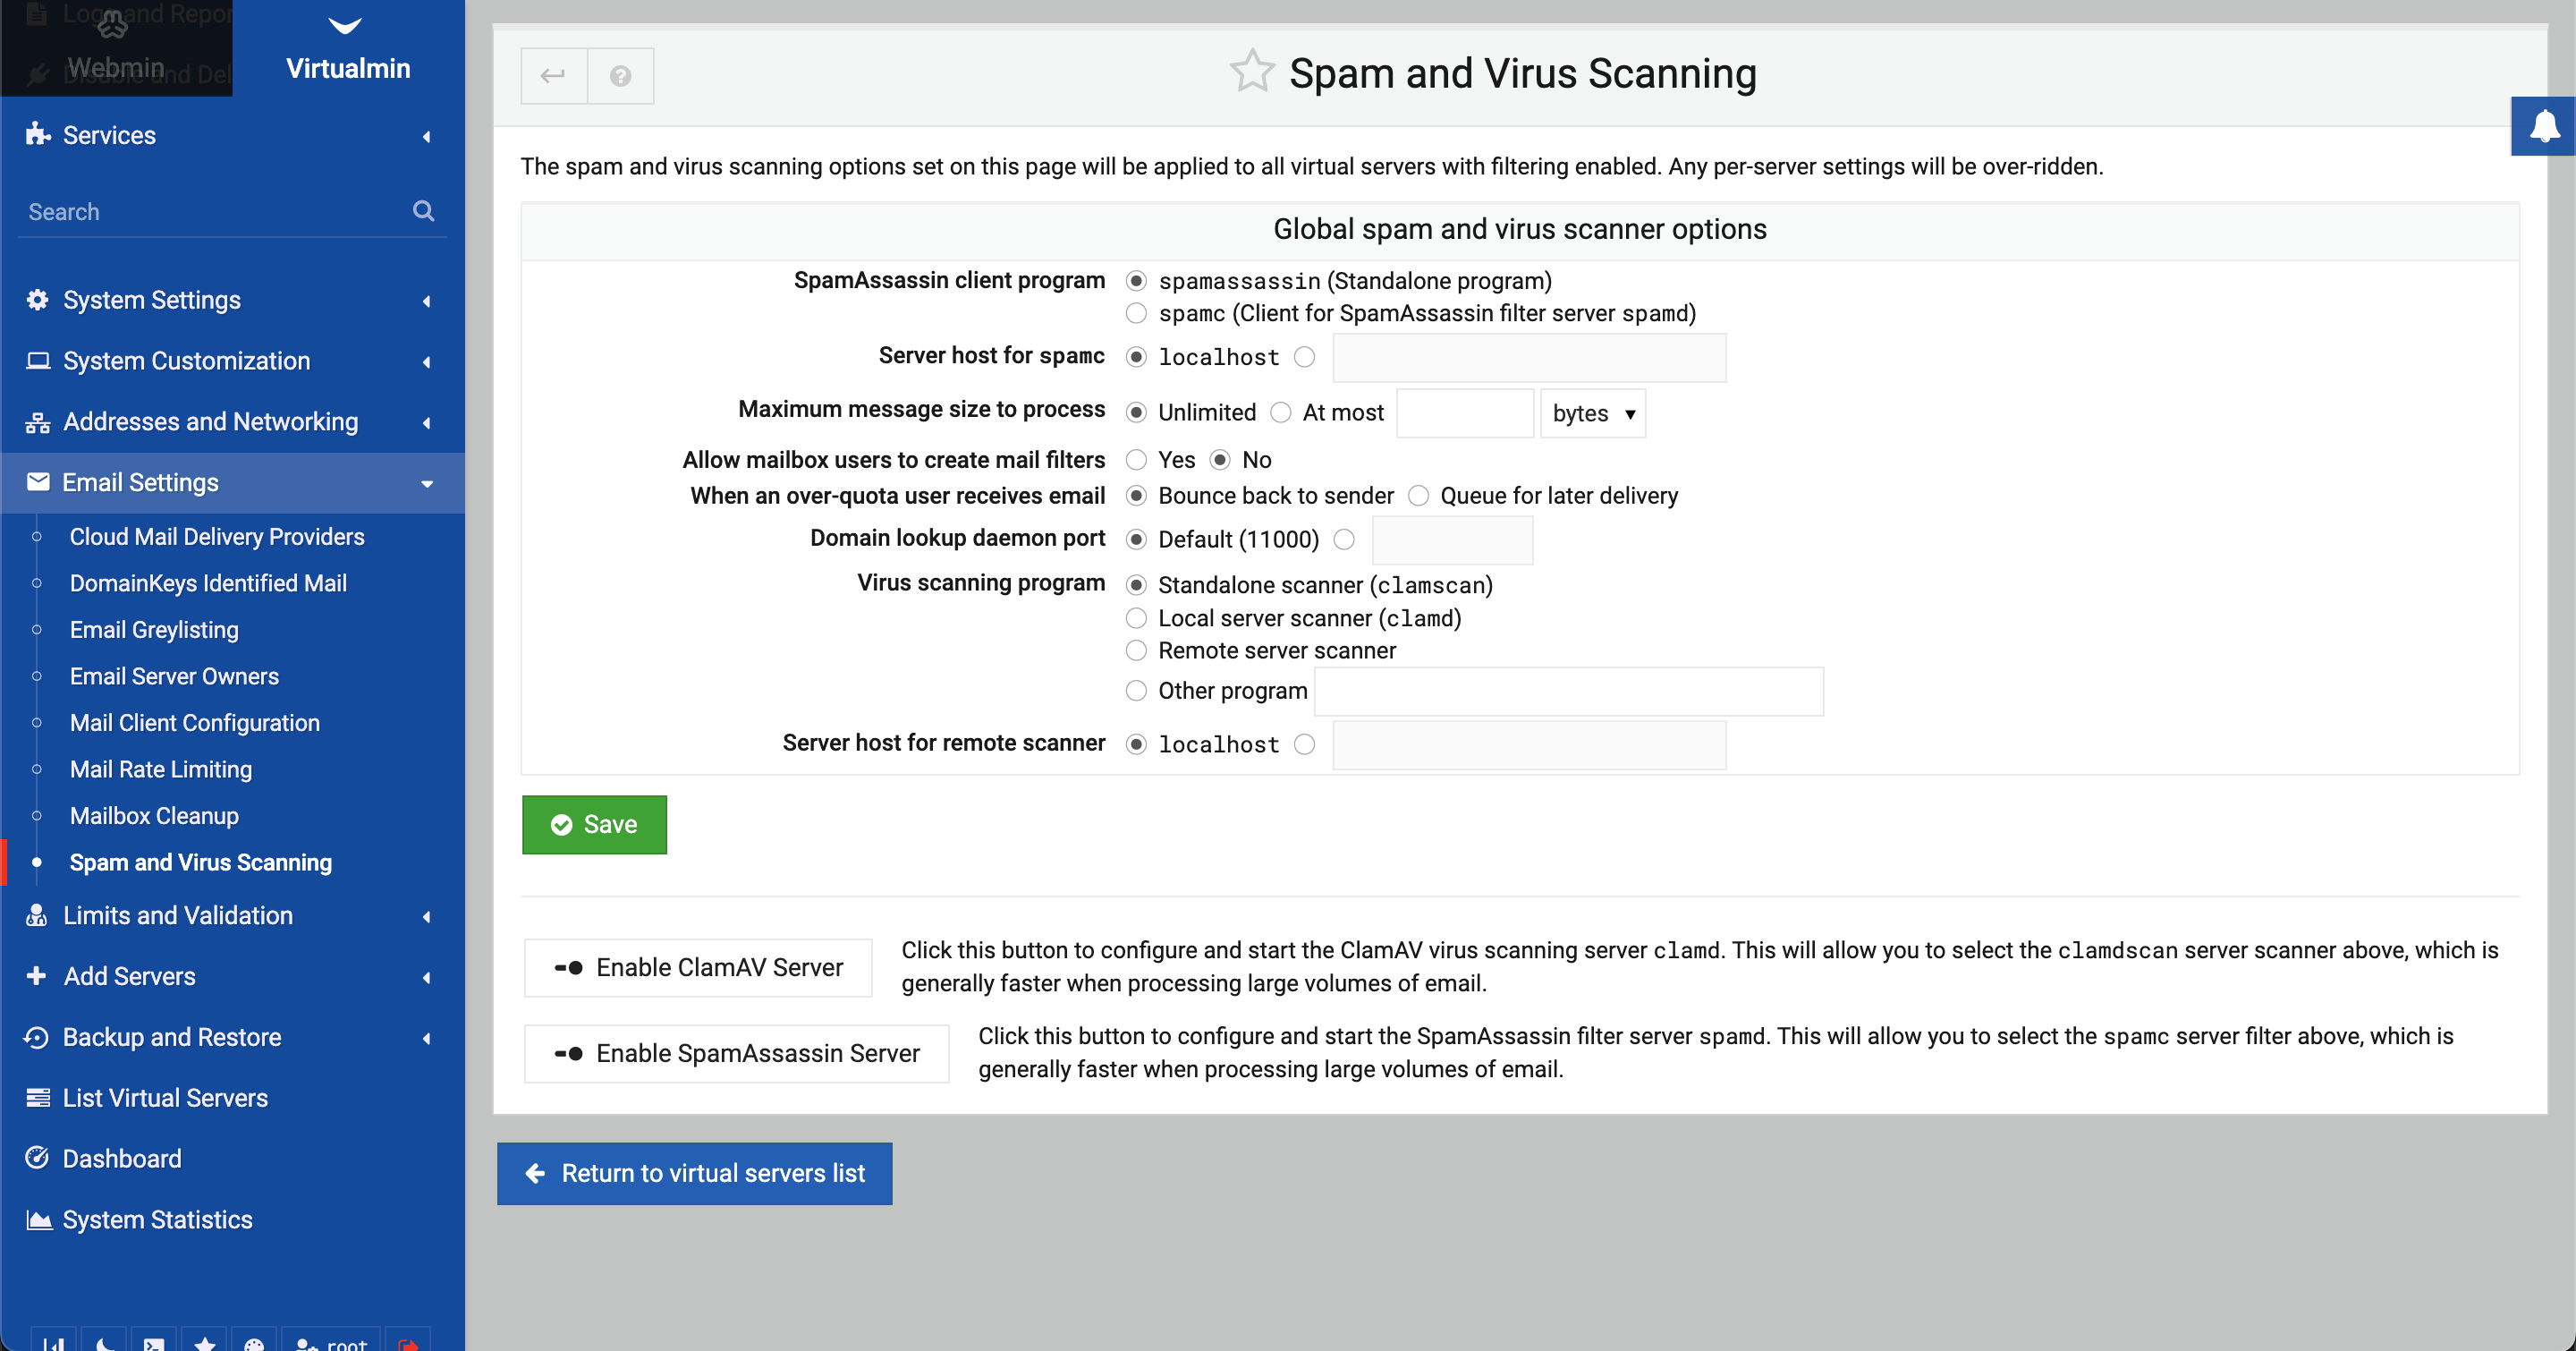 Webmin
Virtualmin
Services
Search
System Settings
System Customization
Addresses and Networking
Email Settings
Cloud Mail Delivery Providers
DomainKeys Identified Mail
Email Greylisting
Email Server Owners
Mail Client Configuration
Mail Rate Limiting
Mailbox Cleanup
Spam and Virus Scanning
Limits and Validation
Add Servers
Backup and Restore
List Virtual Servers
Dashboard
System Statistics
root
Spam and Virus Scanning
The spam and virus scanning options set on this page will be applied to all virtual servers with filtering enabled. Any per-server settings will be over-ridden.
Global spam and virus scanner options
SpamAssassin client program spamassassin (Standalone program)
spamc (Client for SpamAssassin filter server spamd)
Server host for spamc localhost
Maximum message size to process Unlimited At most bytes
Allow mailbox users to create mail filters Yes No
When an over-quota user receives email Bounce back to sender Queue for later delivery
Domain lookup daemon port Default (11000)
Virus scanning program Standalone scanner (clamscan)
Local server scanner (clamd)
Remote server scanner
Other program
Server host for remote scanner localhost
Save
Enable ClamAV Server
Click this button to configure and start the ClamAV virus scanning server clamd. This will allow you to select the clamdscan server scanner above, which is
generally faster when processing large volumes of email.
Enable SpamAssassin Server
Click this button to configure and start the SpamAssassin filter server spamd. This will allow you to select the spamc server filter above, which is
generally faster when processing large volumes of email.
Return to virtual servers list